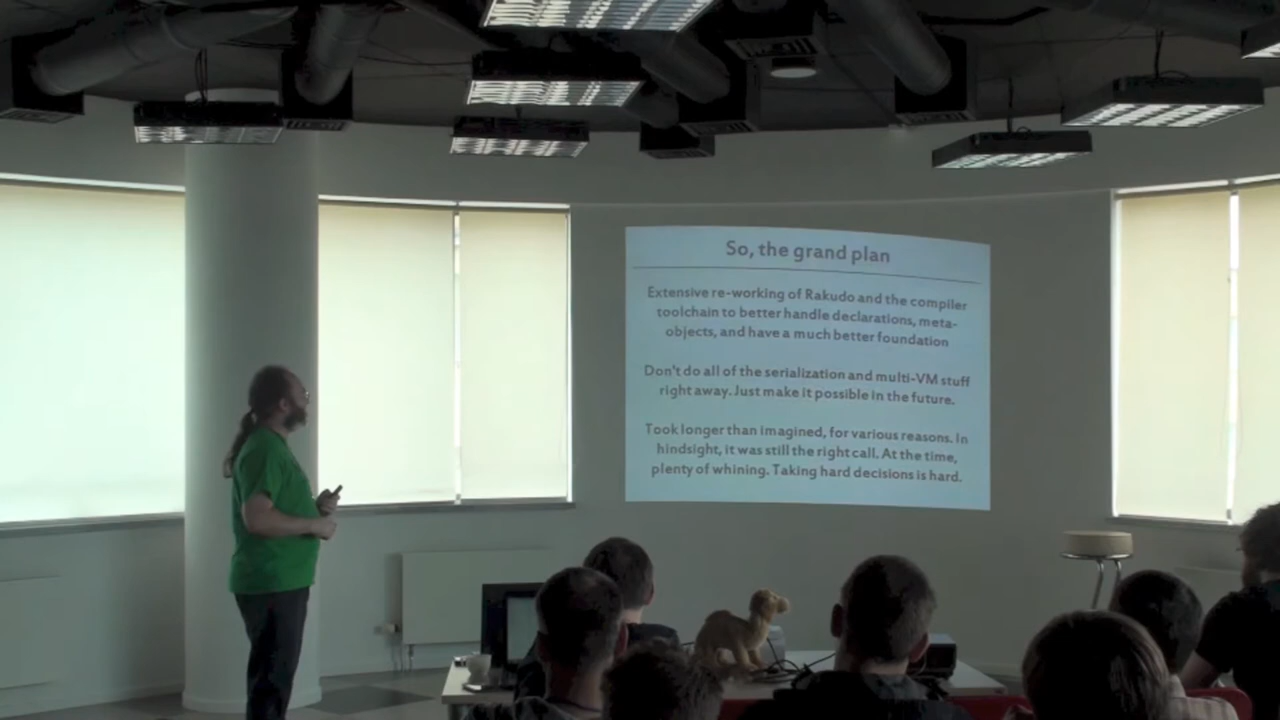 So, the grand plan
Extensive re-working of Rakudo and the compiler
toolchain to better handle declarations, meta-
objects, and have a much better foundation
Don't do all of the serialization and multi-VM stuff
right away. Just make it possible in the future.
Took longer than imagined, for various reasons. In
hindsight, it was still the right call. At the time,
plenty of whining. Taking hard decisions is hard.